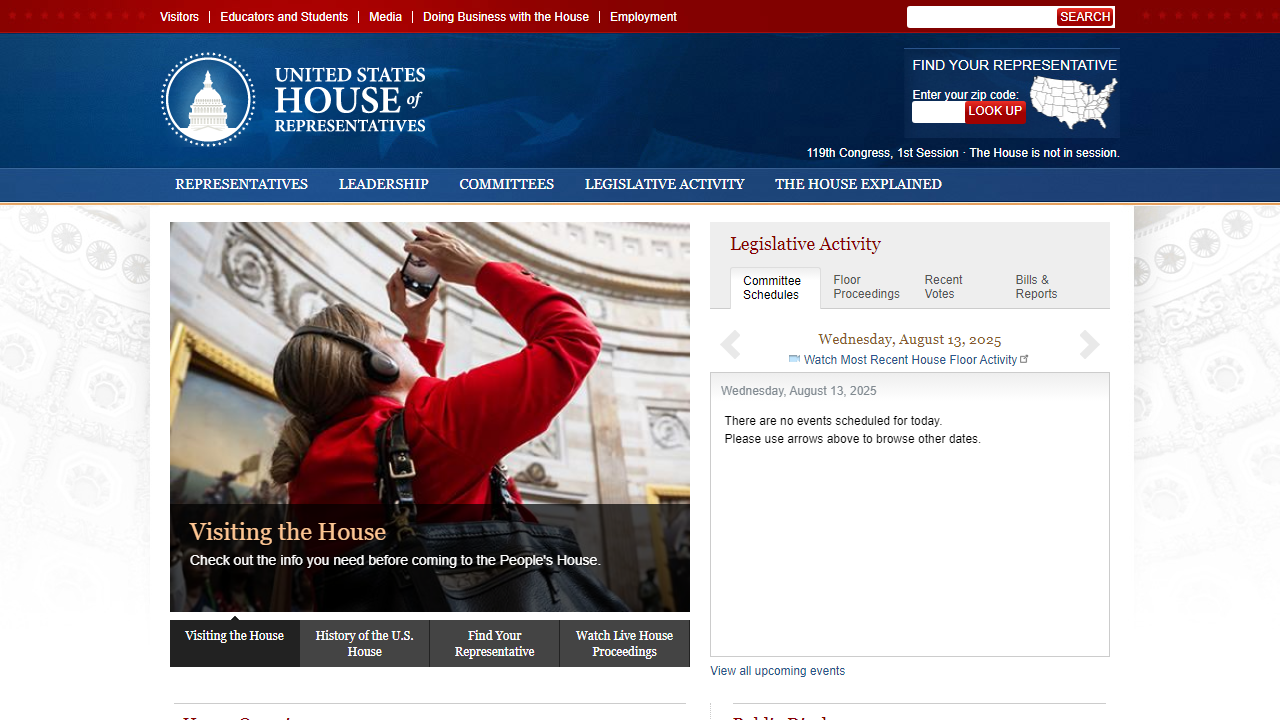 Visitors
Educators and Students
Media
Doing Business with the House
Employment
SEARCH
UNITED STATES
HOUSE of
REPRESENTATIVES
FIND YOUR REPRESENTATIVE
Enter your zip code:
LOOK UP
119th Congress, 1st Session · The House is not in session.
REPRESENTATIVES
LEADERSHIP
COMMITTEES
LEGISLATIVE ACTIVITY
THE HOUSE EXPLAINED
Visiting the House
Check out the info you need before coming to the People's House.
Visiting the House
History of the U.S.
House
Find Your
Representative
Watch Live House
Proceedings
Legislative Activity
Committee
Schedules
Floor
Proceedings
Recent
Votes
Bills &
Reports
Wednesday, August 13, 2025
Watch Most Recent House Floor Activity
Wednesday, August 13, 2025
There are no events scheduled for today.
Please use arrows above to browse other dates.
View all upcoming events